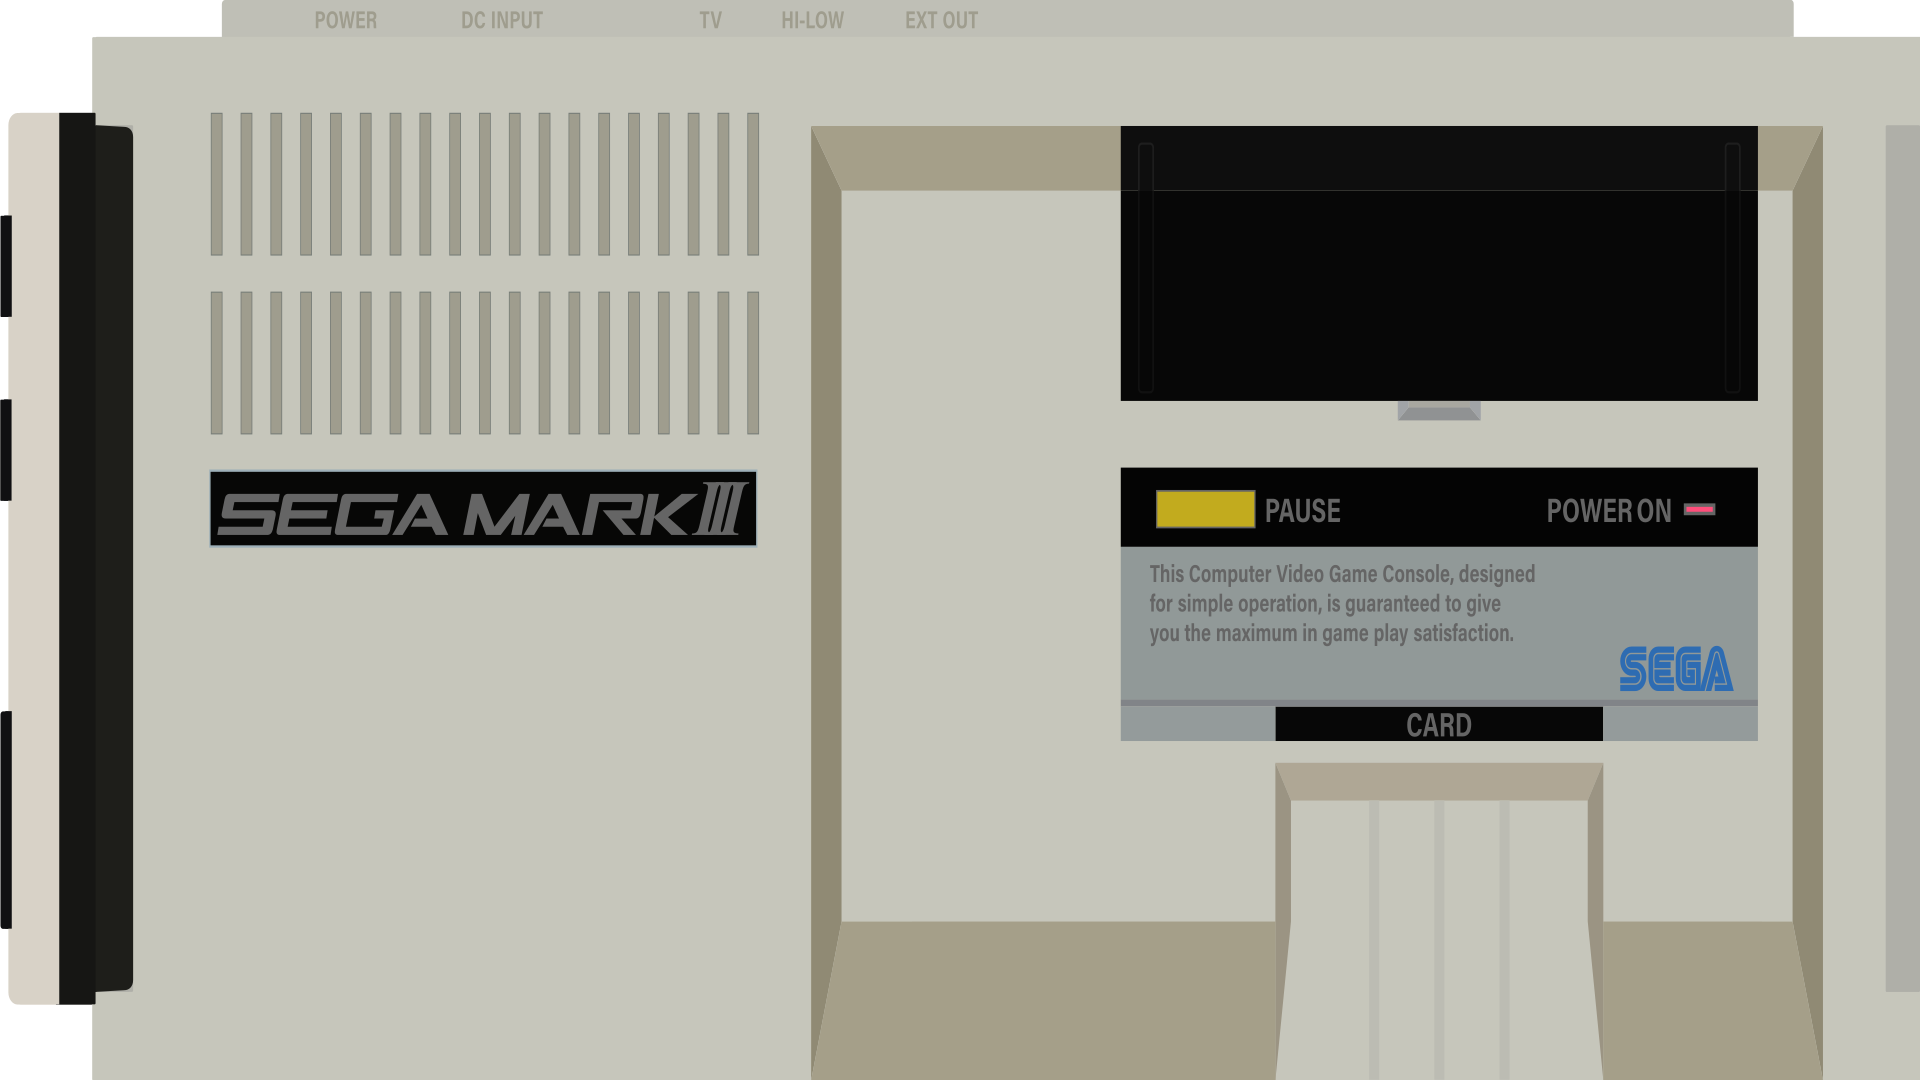 POWER DC INPUT TV HI-LOW EXT OUT
SEGA MARK III
PAUSE POWER ON
This Computer Video Game Console, designed
for simple operation, is guaranteed to give
you the maximum in game play satisfaction.
SEGA
CARD